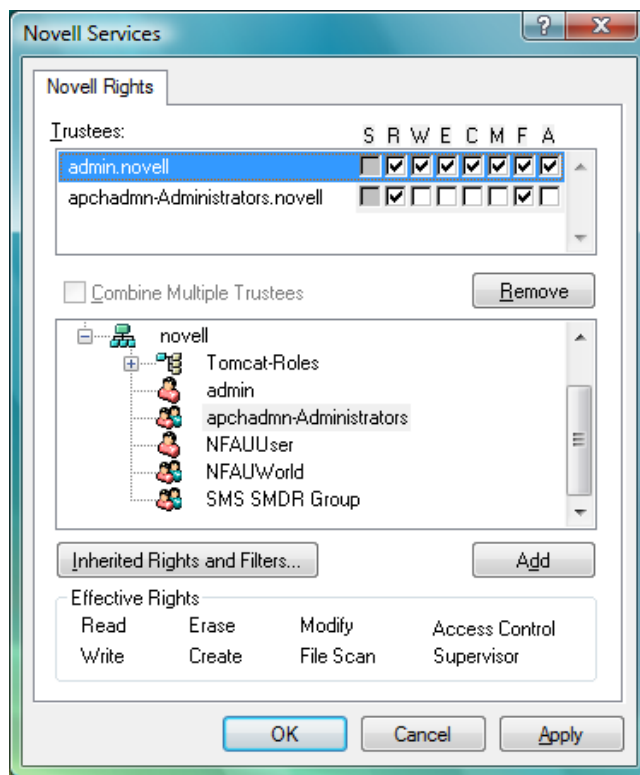 Novell Services
Novell Rights
Trustees:
S R W E C M F A
admin.novell
apchadmn-Administrators.novell
Combine Multiple Trustees
Remove
novell
Tomcat-Roles
admin
apchadmn-Administrators
NFAUUser
NFAUWorld
SMS SMDR Group
Inherited Rights and Filters...
Add
Effective Rights
Read Erase Modify Access Control
Write Create File Scan Supervisor
OK Cancel Apply